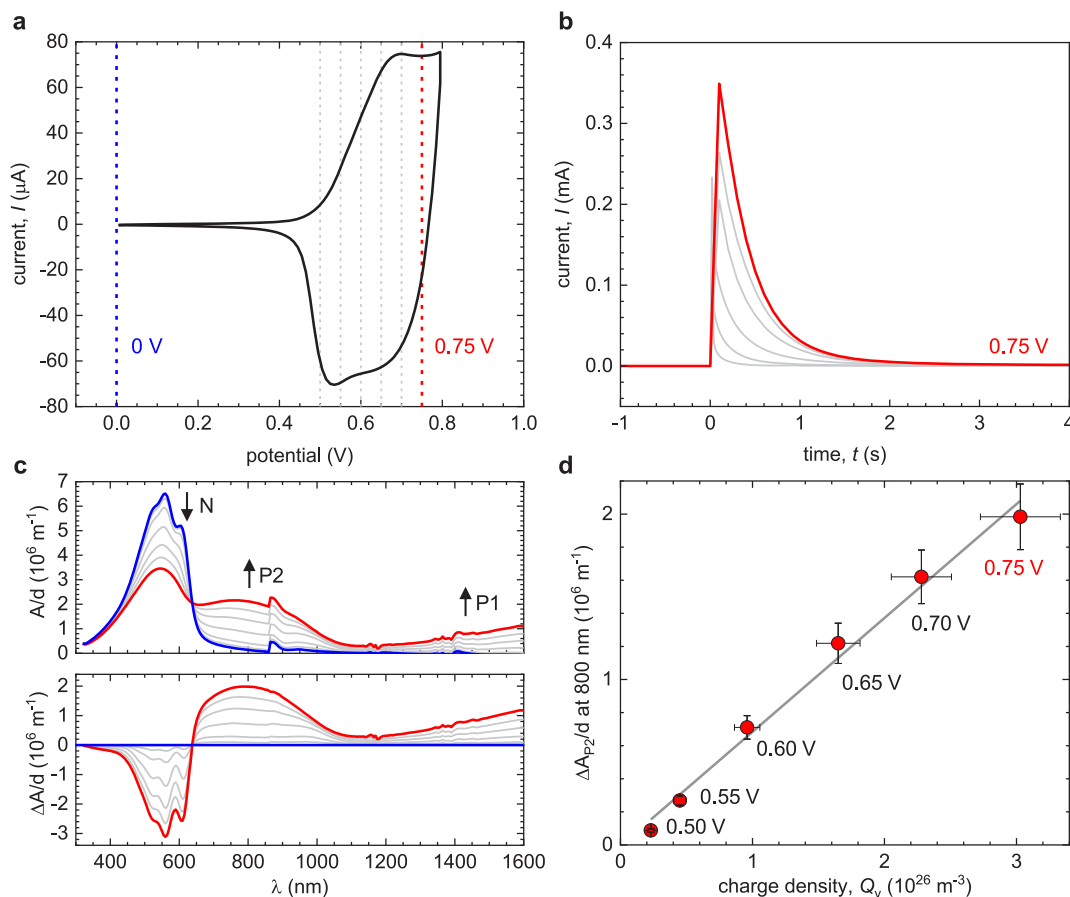 a
80
60
40
20
0
-20
-40
-60
-80
current, I (μA)
0 V
0.75 V
0.0 0.2 0.4 0.6 0.8 1.0
potential (V)
b
0.4
0.3
0.2
0.1
0.0
current, I (mA)
0.75 V
-1 0 1 2 3 4
time, t (s)
c
7
6
5
4
3
2
1
0
A/d (10⁶ m⁻¹)
N
P2
P1
2
1
0
-1
-2
-3
ΔA/d (10⁶ m⁻¹)
400 600 800 1000 1200 1400 1600
λ (nm)
d
2
1
0
ΔA_P2/d at 800 nm (10⁶ m⁻¹)
0.75 V
0.70 V
0.65 V
0.60 V
0.55 V
0.50 V
0 1 2 3
charge density, Q_v (10²⁶ m⁻³)